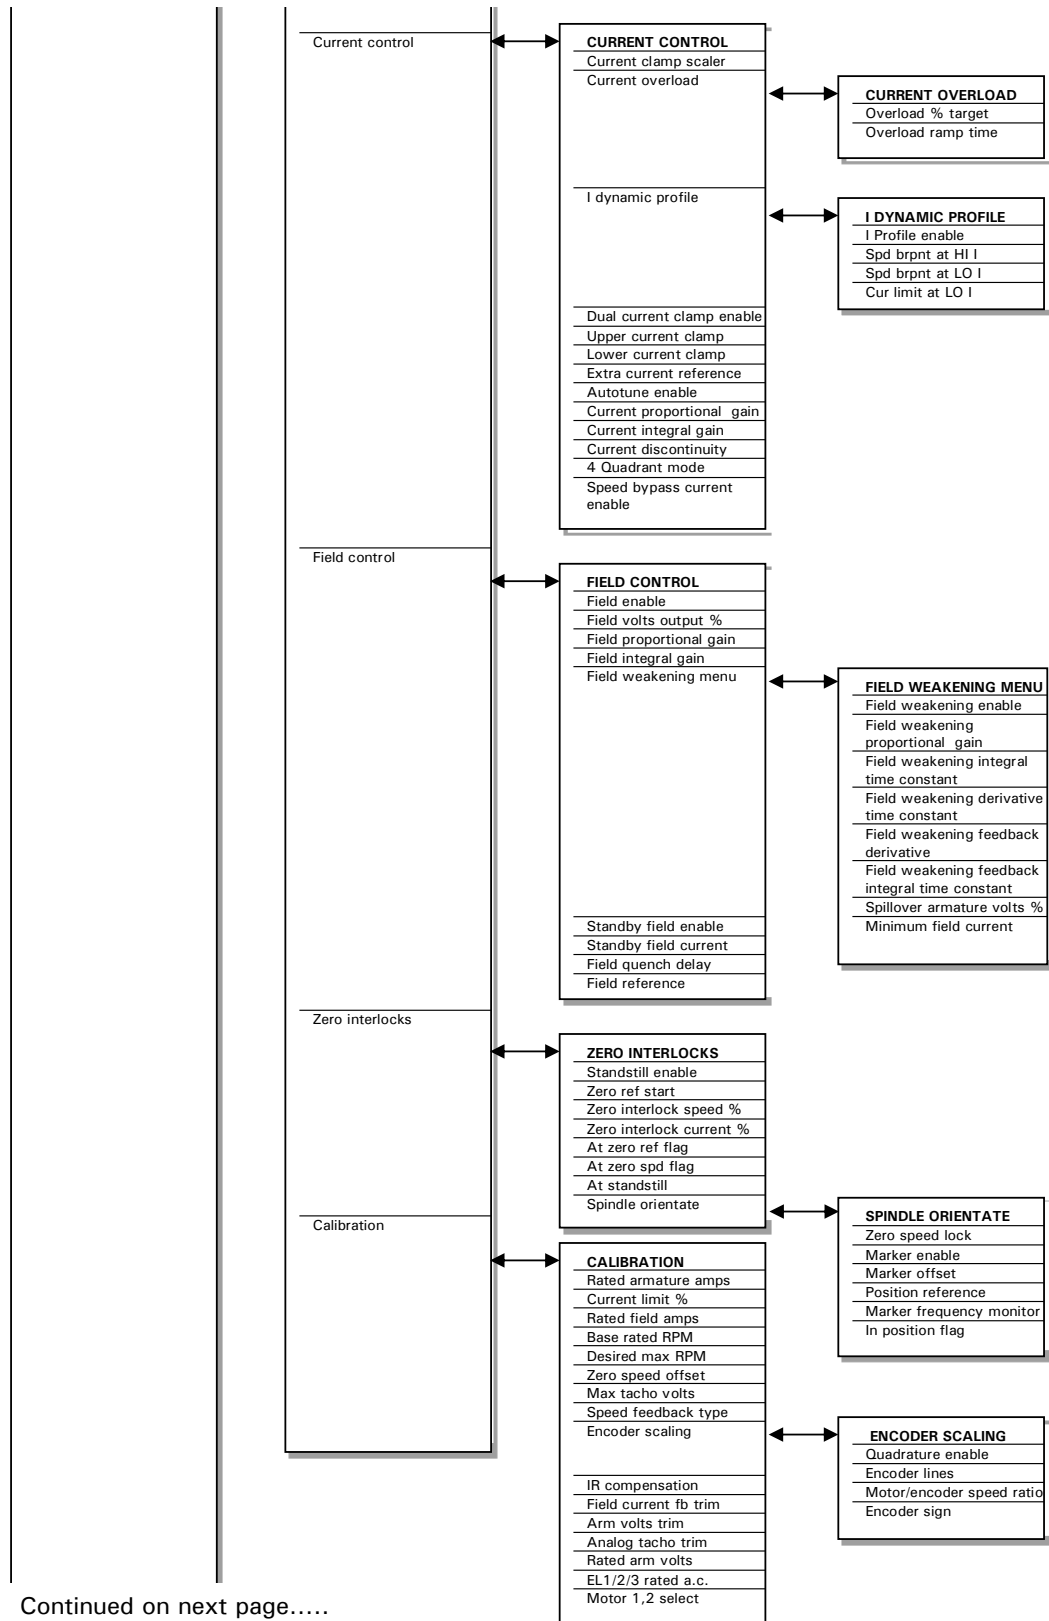 Current control
CURRENT CONTROL
Current clamp scaler
Current overload
CURRENT OVERLOAD
Overload % target
Overload ramp time
I dynamic profile
I DYNAMIC PROFILE
I Profile enable
Spd brpnt at HI I
Spd brpnt at LO I
Cur limit at LO I
Dual current clamp enable
Upper current clamp
Lower current clamp
Extra current reference
Autotune enable
Current proportional gain
Current integral gain
Current discontinuity
4 Quadrant mode
Speed bypass current
enable
Field control
FIELD CONTROL
Field enable
Field volts output %
Field proportional gain
Field integral gain
Field weakening menu
FIELD WEAKENING MENU
Field weakening enable
Field weakening
proportional gain
Field weakening integral
time constant
Field weakening derivative
time constant
Field weakening feedback
derivative
Field weakening feedback
integral time constant
Spillover armature volts %
Minimum field current
Standby field enable
Standby field current
Field quench delay
Field reference
Zero interlocks
ZERO INTERLOCKS
Standstill enable
Zero ref start
Zero interlock speed %
Zero interlock current %
At zero ref flag
At zero spd flag
At standstill
Spindle orientate
SPINDLE ORIENTATE
Zero speed lock
Marker enable
Marker offset
Position reference
Marker frequency monitor
In position flag
Calibration
CALIBRATION
Rated armature amps
Current limit %
Rated field amps
Base rated RPM
Desired max RPM
Zero speed offset
Max tacho volts
Speed feedback type
Encoder scaling
ENCODER SCALING
Quadrature enable
Encoder lines
Motor/encoder speed ratio
Encoder sign
IR compensation
Field current fb trim
Arm volts trim
Analog tacho trim
Rated arm volts
EL1/2/3 rated a.c.
Motor 1,2 select
Continued on next page.....